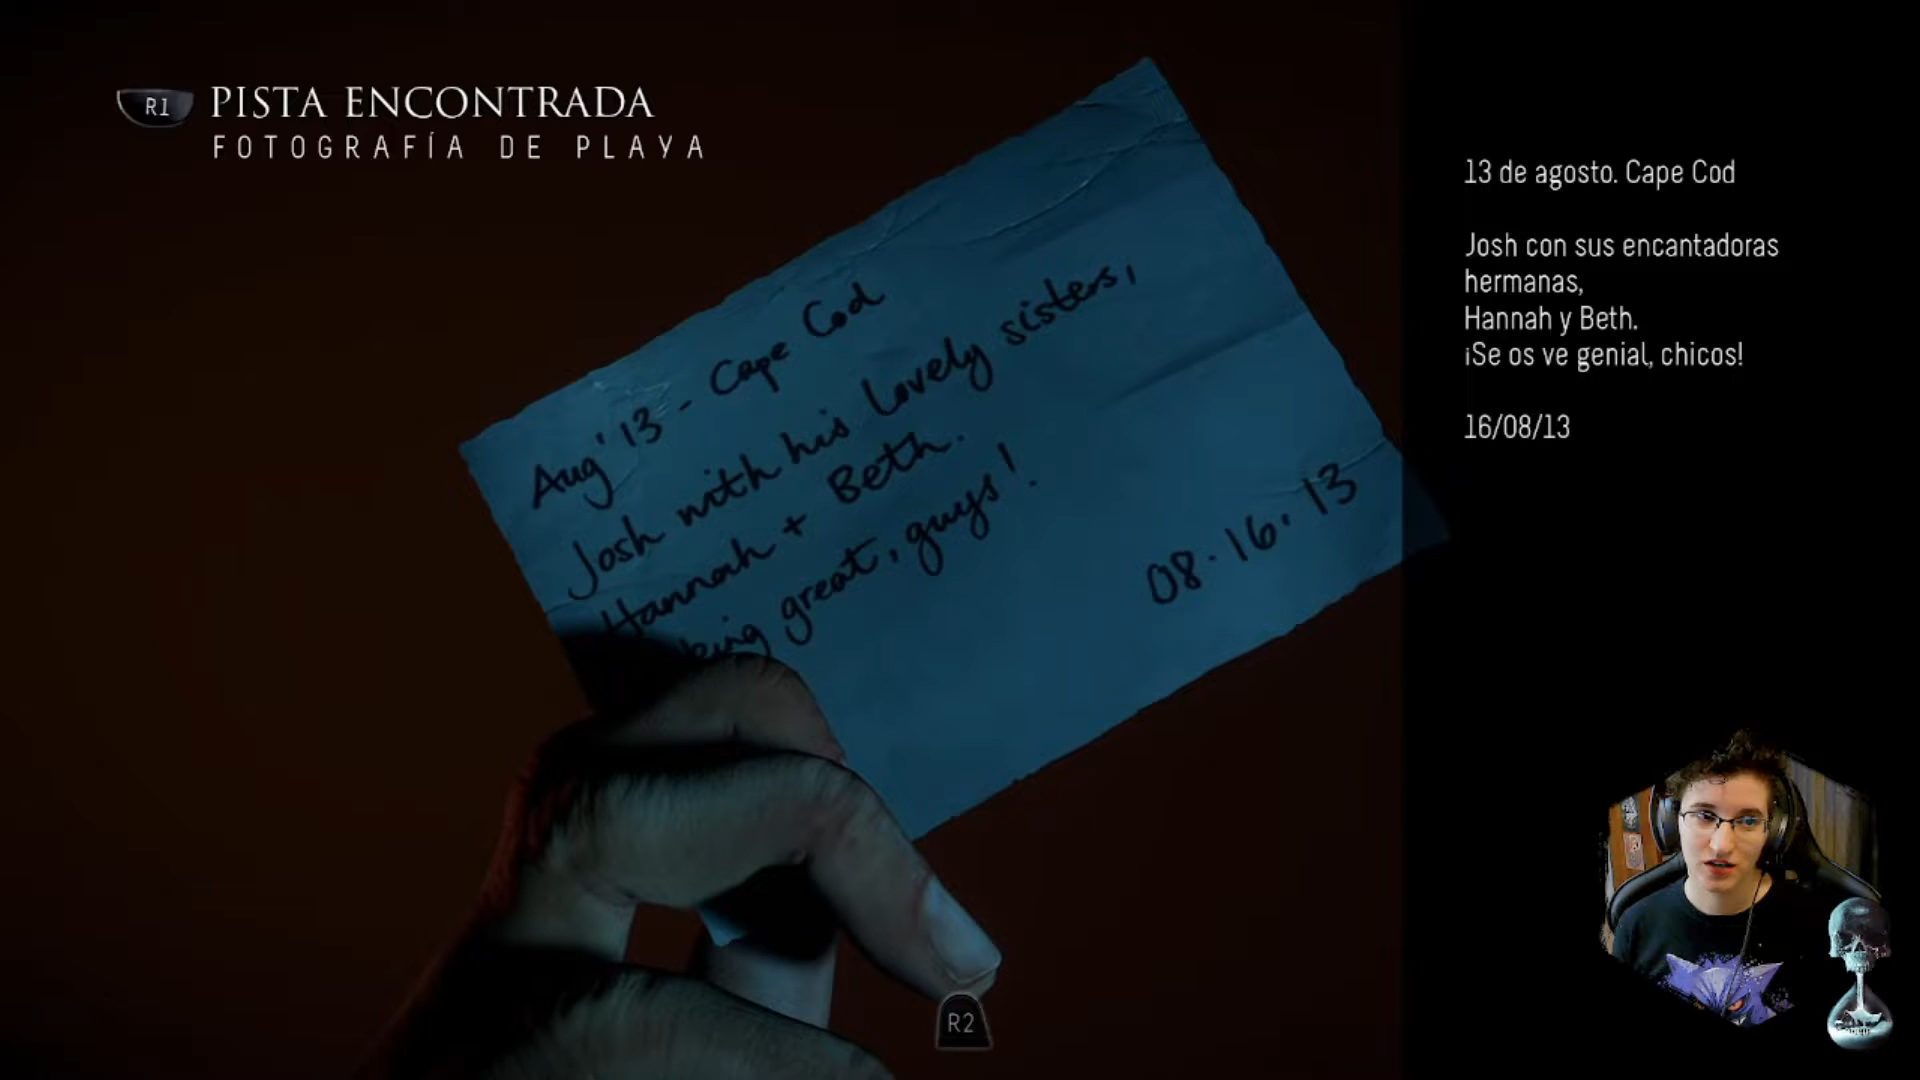 R1 PISTA ENCONTRADA
FOTOGRAFÍA DE PLAYA
Aug '13 - Cape Cod
Josh with his lovely sisters,
Hannah + Beth.
great, guys!
08.16.13
13 de agosto. Cape Cod
Josh con sus encantadoras
hermanas,
Hannah y Beth.
¡Se os ve genial, chicos!
16/08/13
R2